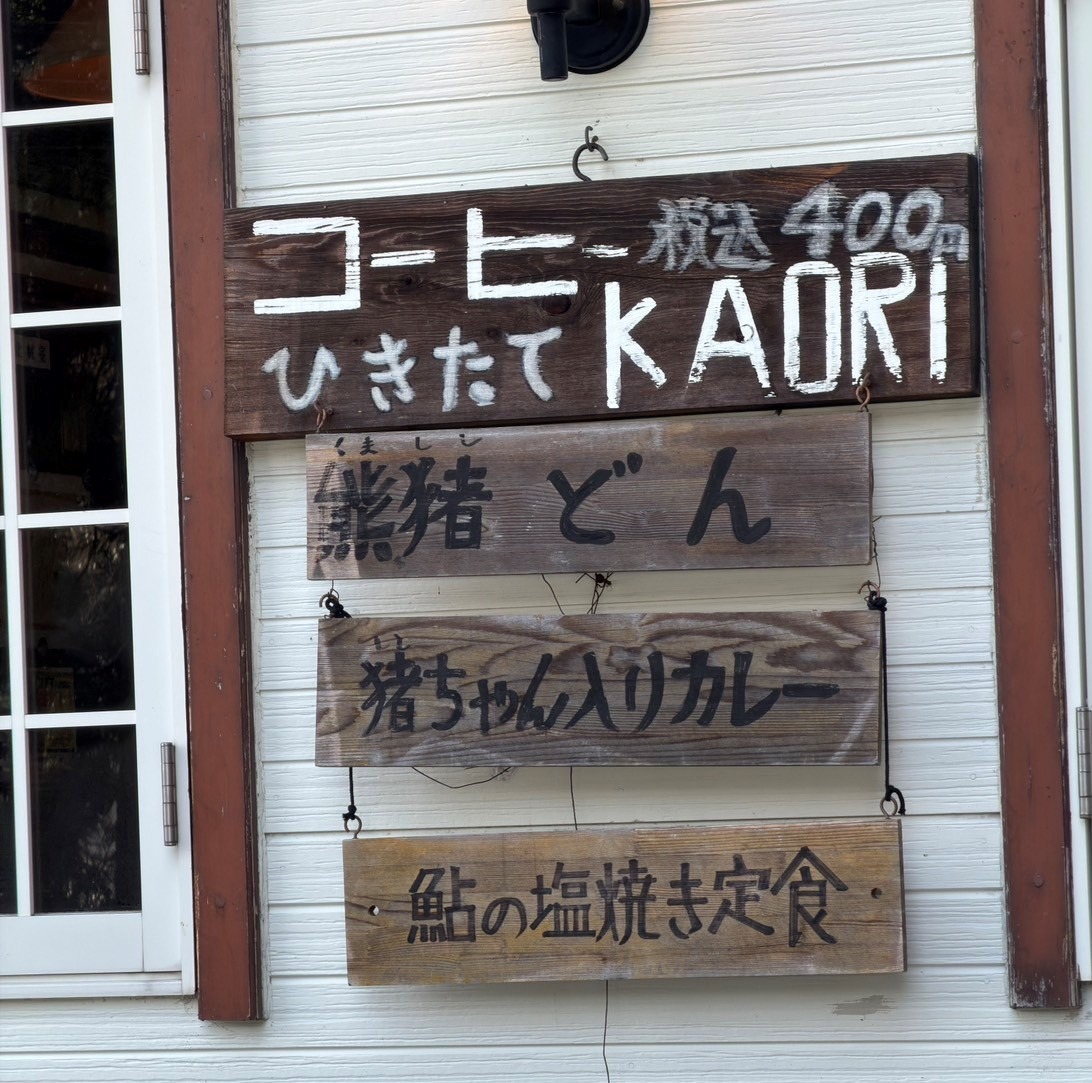 コーヒー 税込400円
ひきたて KAORI
くましし
熊猪どん
しし
猪ちゃん入りカレー
鮎の塩焼き定食